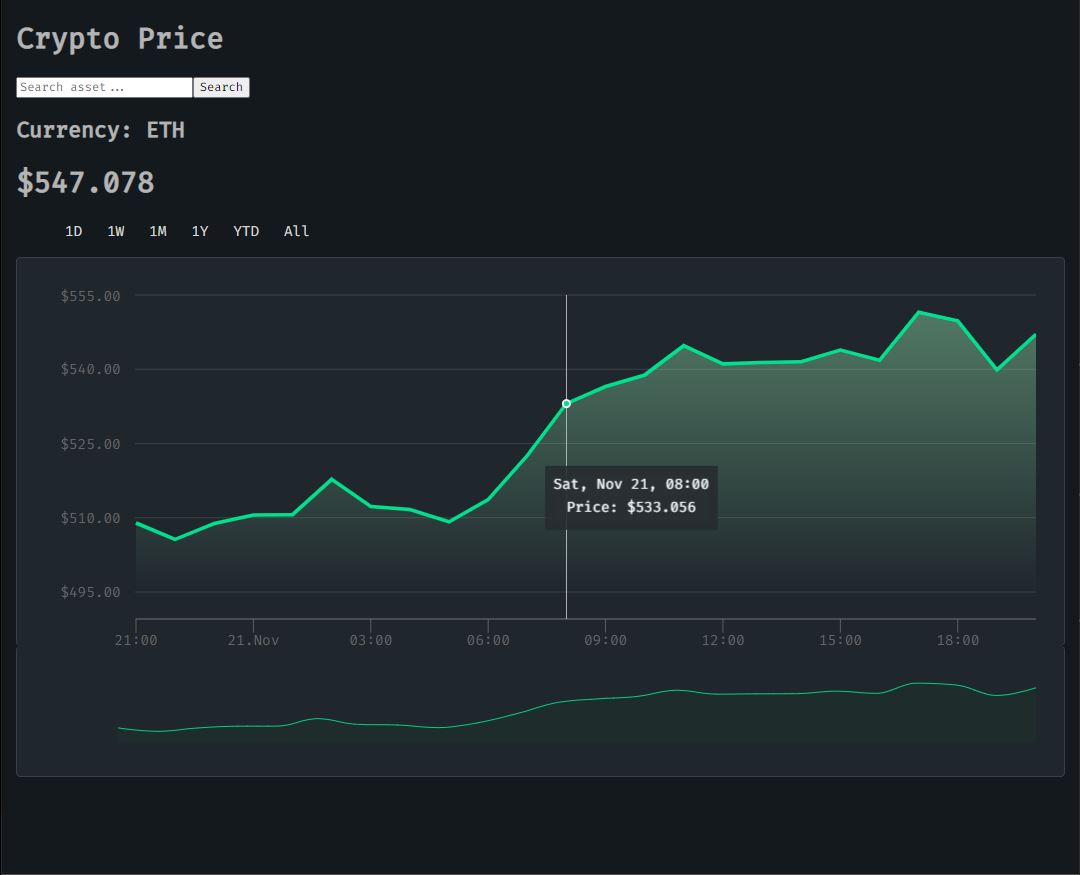 Crypto Price
Search asset... Search
Currency: ETH
$547.078
1D 1W 1M 1Y YTD All
$555.00
$540.00
$525.00
$510.00
$495.00
Sat, Nov 21, 08:00
Price: $533.056
21:00 21.Nov 03:00 06:00 09:00 12:00 15:00 18:00